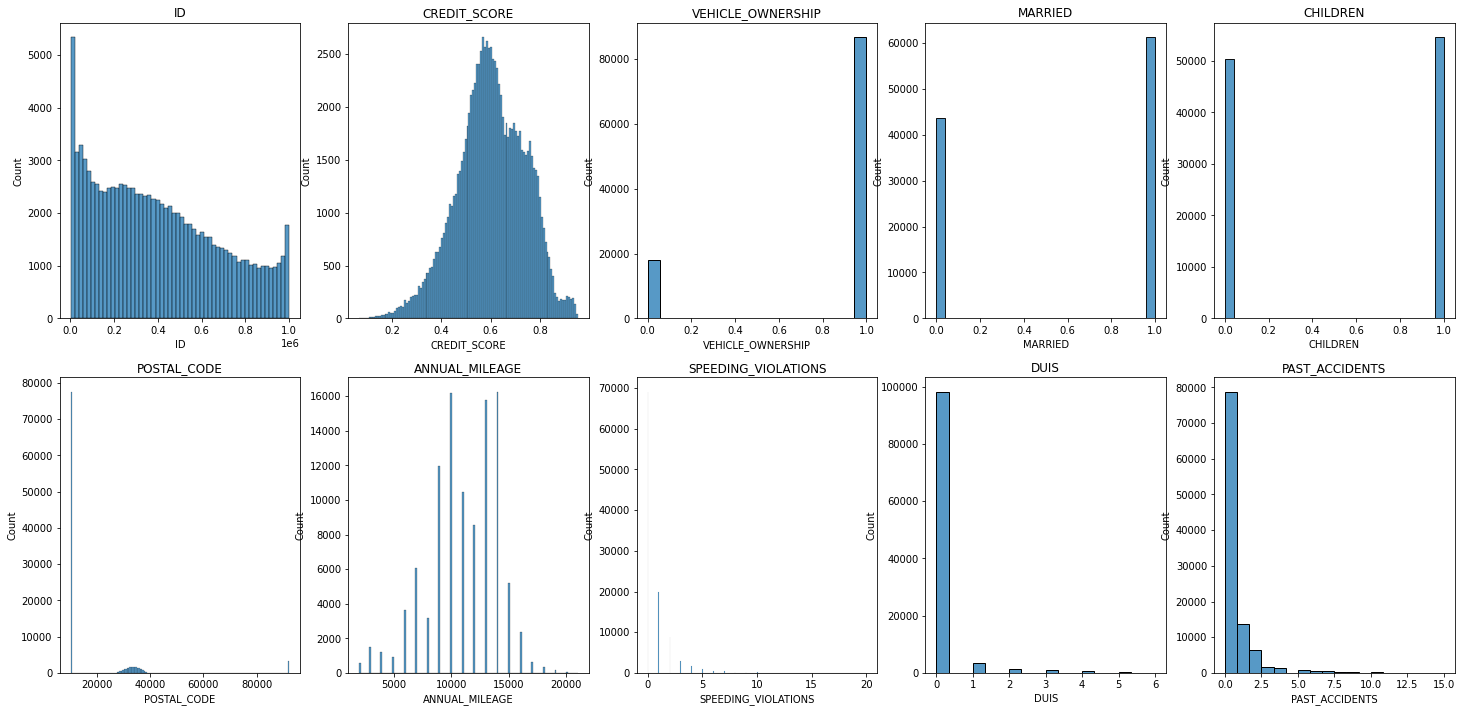 ID
CREDIT_SCORE
VEHICLE_OWNERSHIP
MARRIED
CHILDREN
5000
4000
3000
2000
1000
0
Count
0.0 0.2 0.4 0.6 0.8 1.0
1e6
ID
2500
2000
1500
1000
500
0
Count
0.2 0.4 0.6 0.8
CREDIT_SCORE
80000
60000
40000
20000
0
Count
0.0 0.2 0.4 0.6 0.8 1.0
VEHICLE_OWNERSHIP
60000
50000
40000
30000
20000
10000
0
Count
0.0 0.2 0.4 0.6 0.8 1.0
MARRIED
50000
40000
30000
20000
10000
0
Count
0.0 0.2 0.4 0.6 0.8 1.0
CHILDREN
POSTAL_CODE
ANNUAL_MILEAGE
SPEEDING_VIOLATIONS
DUIS
PAST_ACCIDENTS
80000
70000
60000
50000
40000
30000
20000
10000
0
Count
20000 40000 60000 80000
POSTAL_CODE
16000
14000
12000
10000
8000
6000
4000
2000
0
Count
5000 10000 15000 20000
ANNUAL_MILEAGE
70000
60000
50000
40000
30000
20000
10000
0
Count
0 5 10 15 20
SPEEDING_VIOLATIONS
100000
80000
60000
40000
20000
0
Count
0 1 2 3 4 5 6
DUIS
80000
70000
60000
50000
40000
30000
20000
10000
0
Count
0.0 2.5 5.0 7.5 10.0 12.5 15.0
PAST_ACCIDENTS